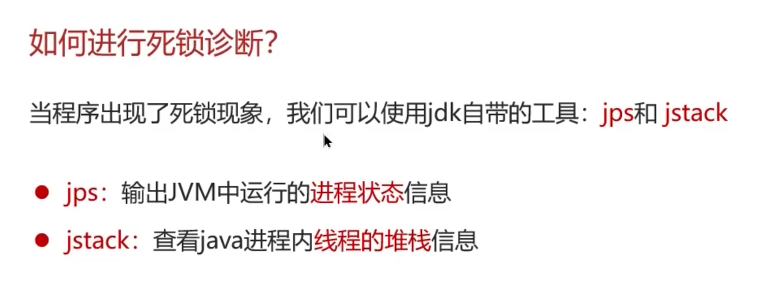 如何进行死锁诊断？
当程序出现了死锁现象，我们可以使用jdk自带的工具：jps和 jstack
● jps：输出JVM中运行的进程状态信息
● jstack：查看java进程内线程的堆栈信息